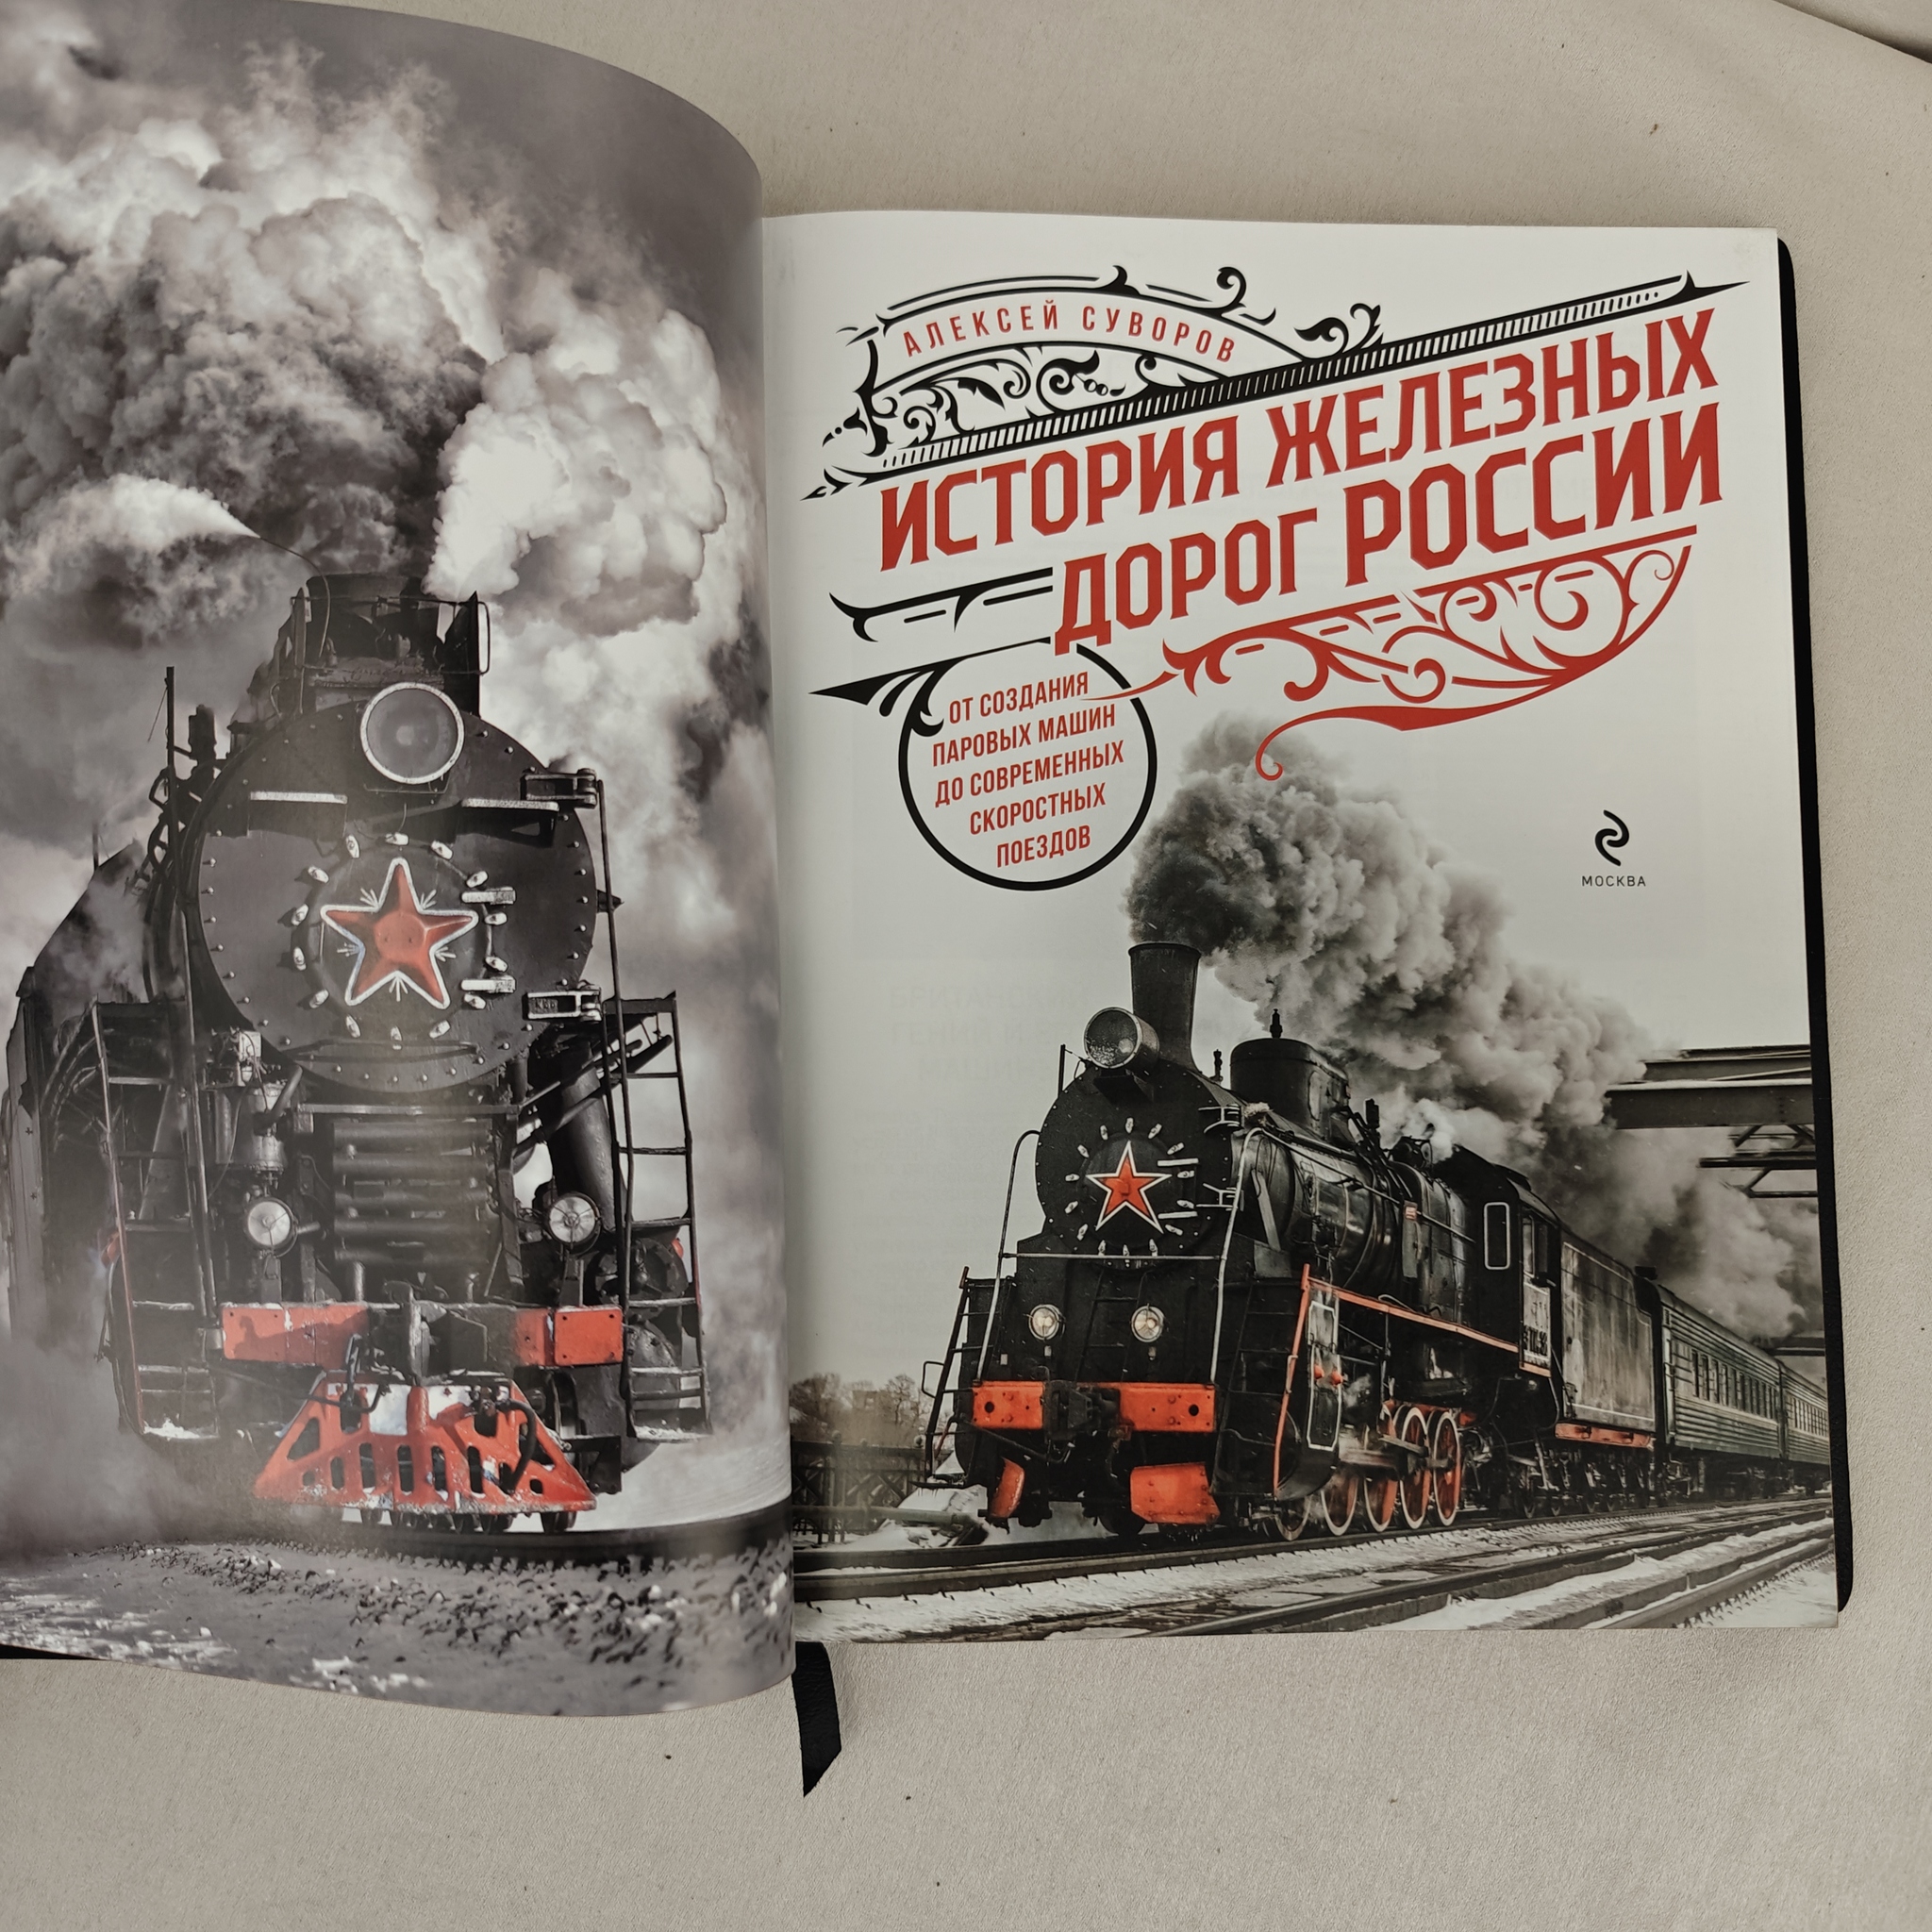 АЛЕКСЕЙ СУВОРОВ
ИСТОРИЯ ЖЕЛЕЗНЫХ
ДОРОГ РОССИИ
ОТ СОЗДАНИЯ
ПАРОВЫХ МАШИН
ДО СОВРЕМЕННЫХ
СКОРОСТНЫХ
ПОЕЗДОВ
МОСКВА